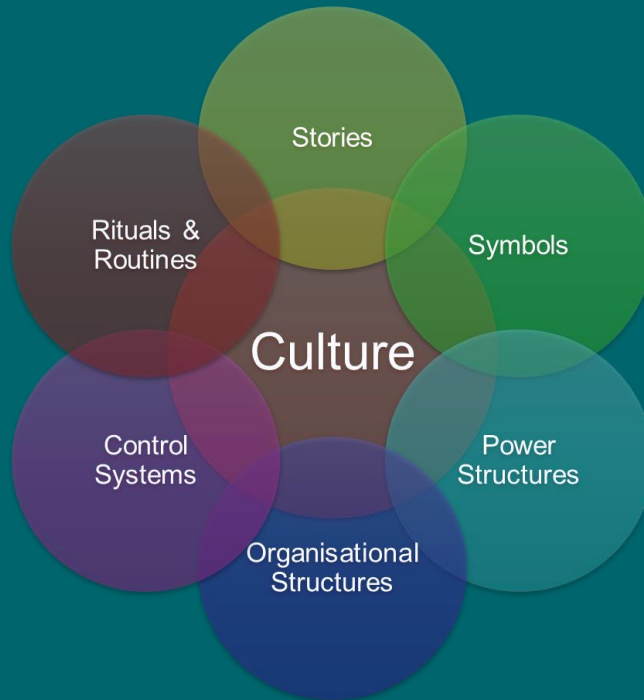 Stories
Rituals &
Routines
Symbols
Culture
Control
Systems
Power
Structures
Organisational
Structures